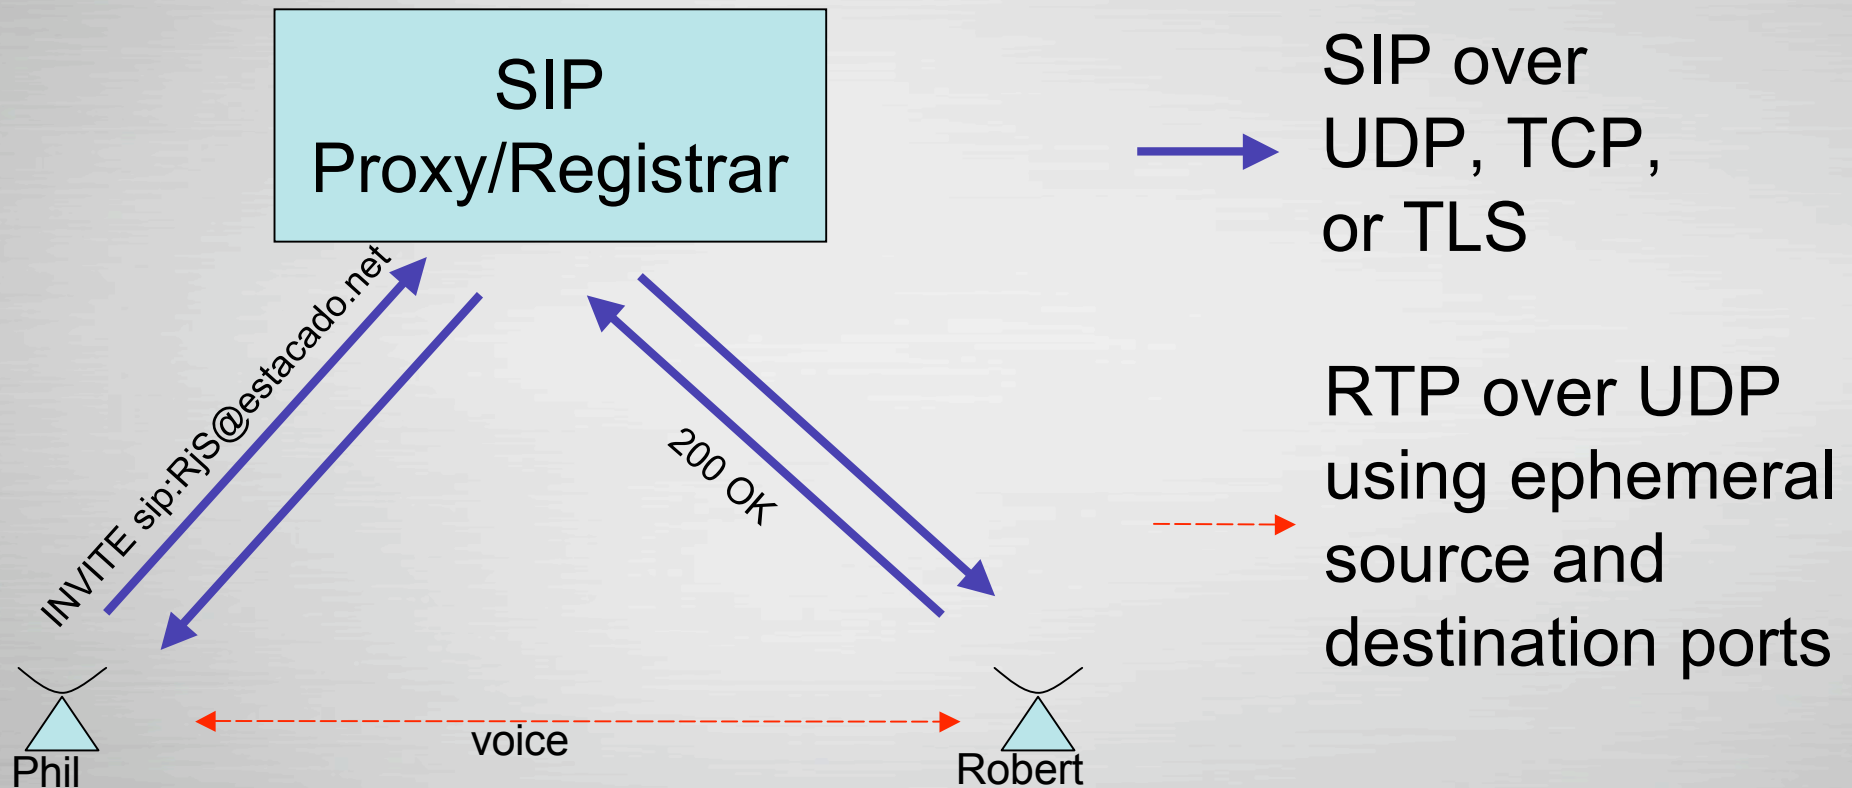 SIP
Proxy/Registrar
INVITE sip:RjS@estacado.net
200 OK
voice
Phil
Robert
SIP over
UDP, TCP,
or TLS
RTP over UDP
using ephemeral
source and
destination ports